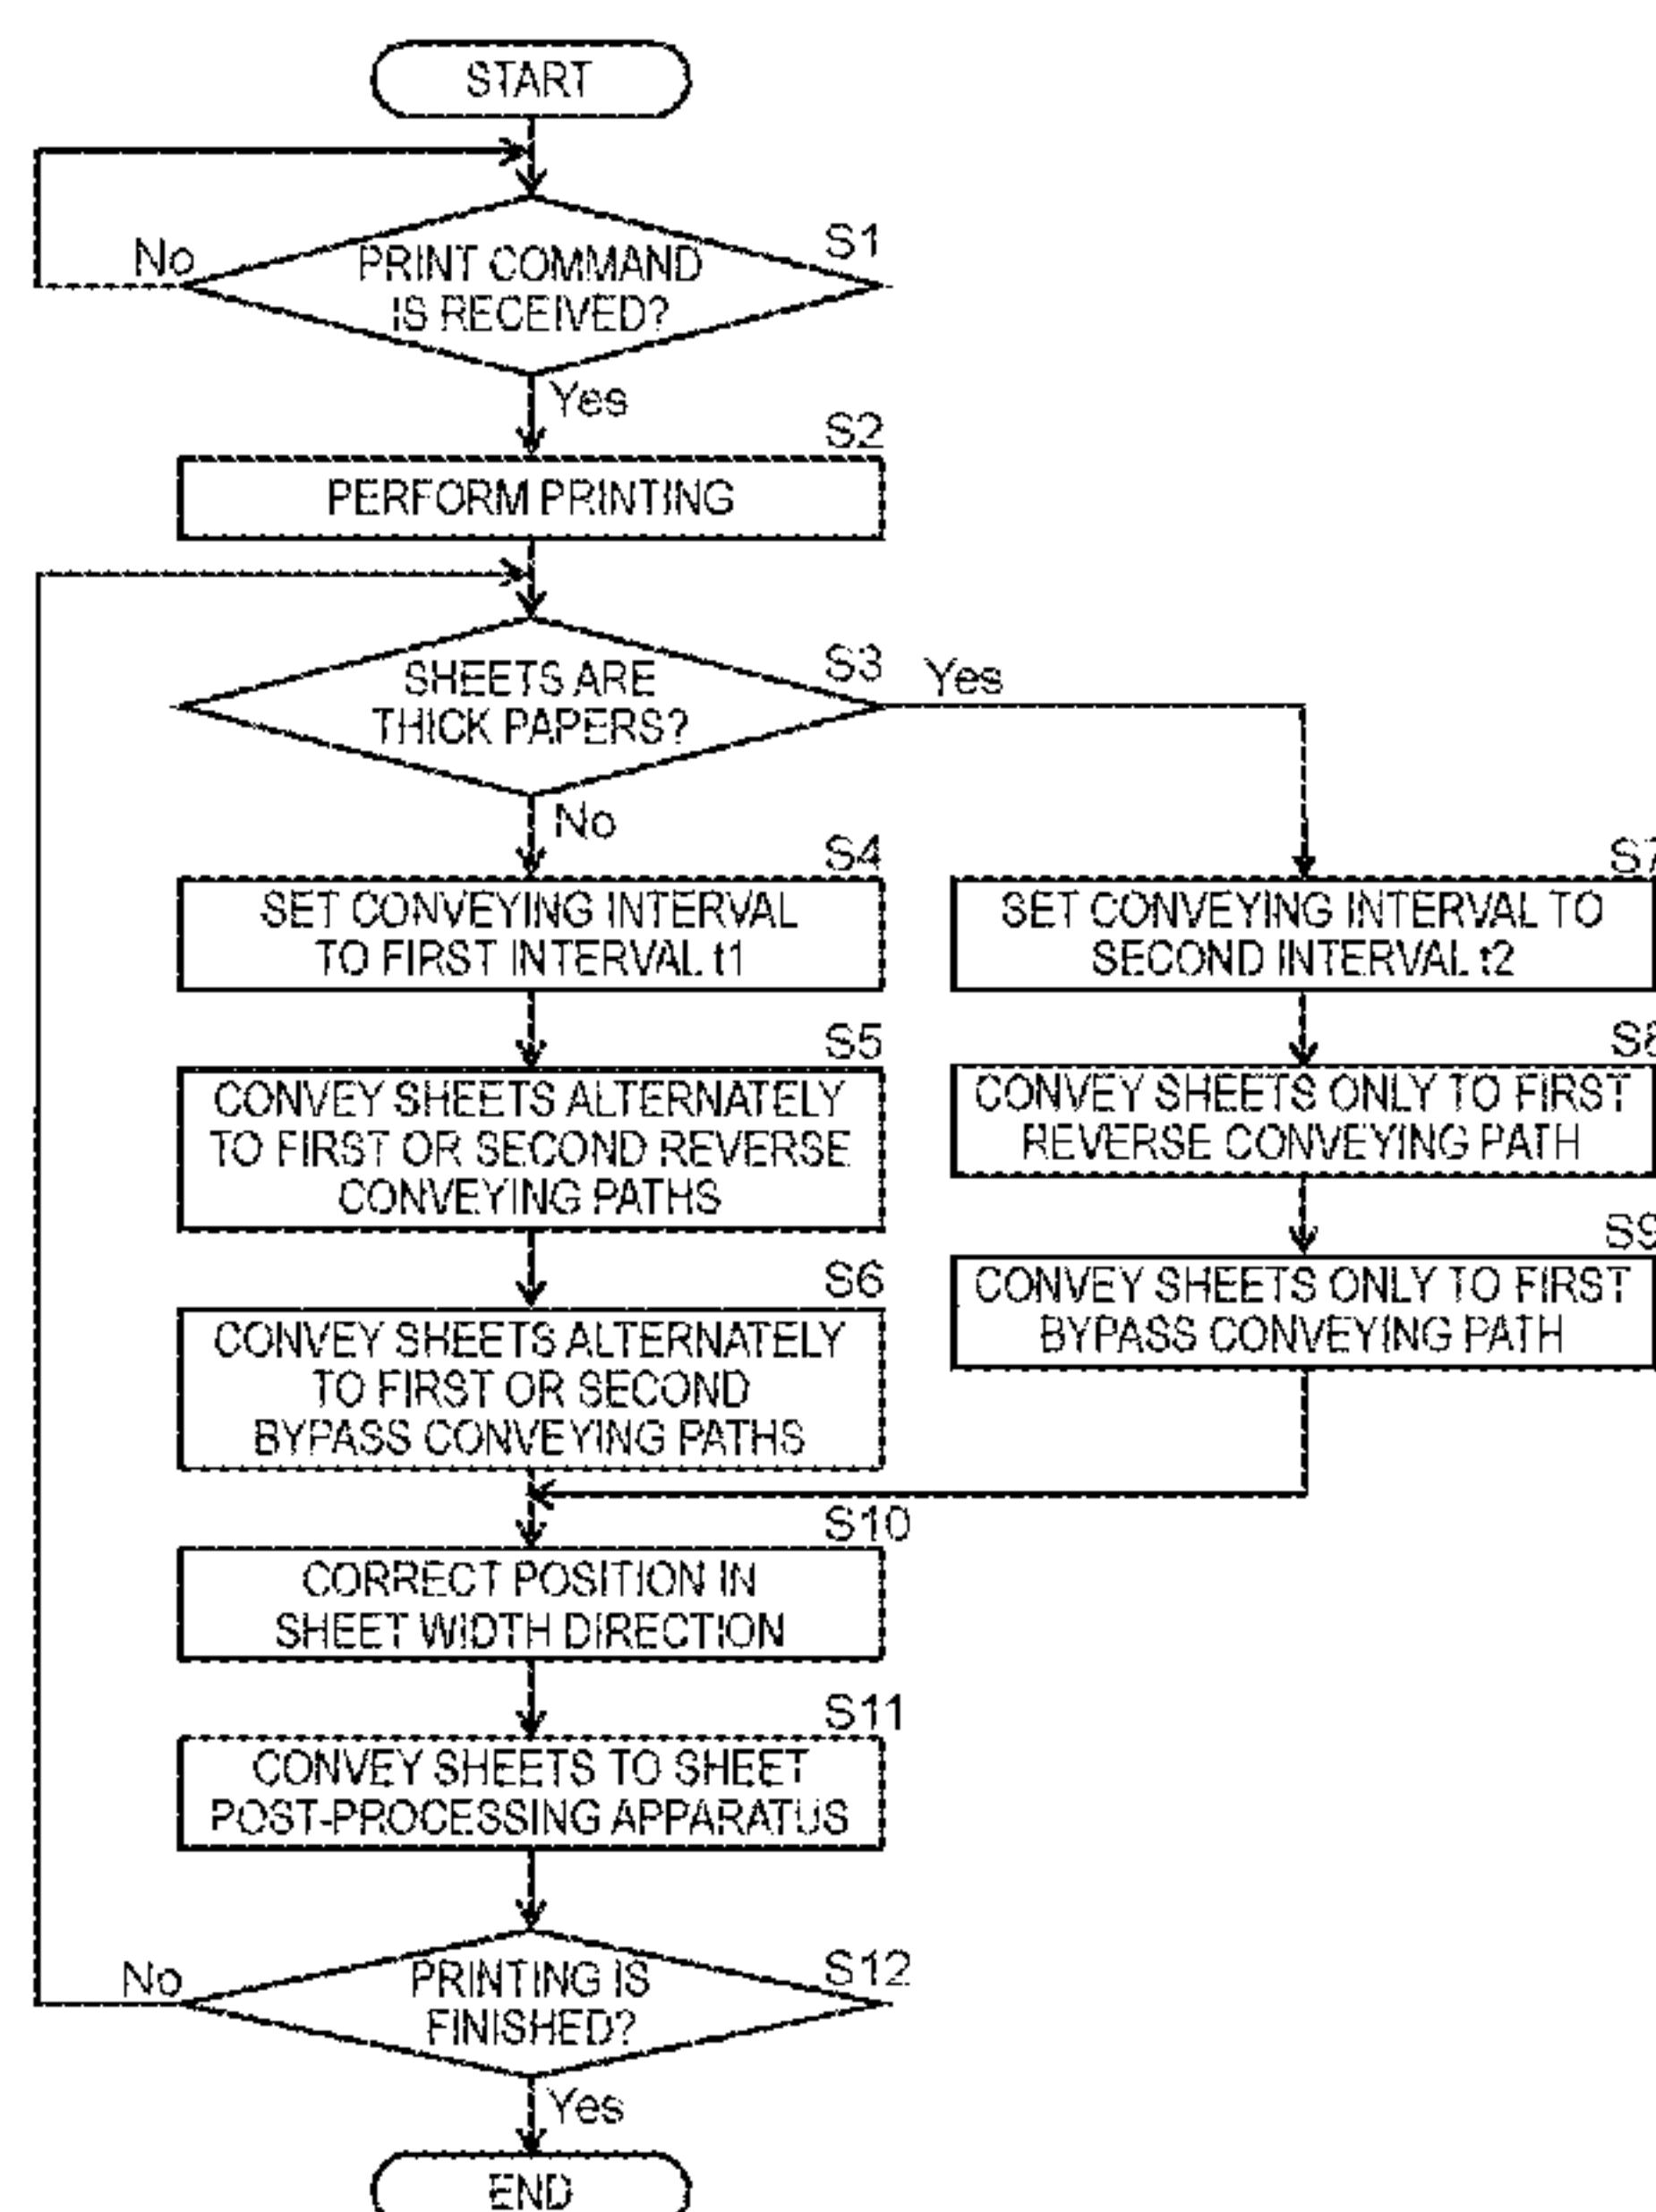 START
No
S1
PRINT COMMAND
IS RECEIVED?
Yes
S2
PERFORM PRINTING
S3
Yes
SHEETS ARE
THICK PAPERS?
No
S4
SET CONVEYING INTERVAL
TO FIRST INTERVAL t1
S7
SET CONVEYING INTERVAL TO
SECOND INTERVAL t2
S5
CONVEY SHEETS ALTERNATELY
TO FIRST OR SECOND REVERSE
CONVEYING PATHS
S8
CONVEY SHEETS ONLY TO FIRST
REVERSE CONVEYING PATH
S6
CONVEY SHEETS ALTERNATELY
TO FIRST OR SECOND
BYPASS CONVEYING PATHS
S9
CONVEY SHEETS ONLY TO FIRST
BYPASS CONVEYING PATH
S10
CORRECT POSITION IN
SHEET WIDTH DIRECTION
S11
CONVEY SHEETS TO SHEET
POST-PROCESSING APPARATUS
No
S12
PRINTING IS
FINISHED?
Yes
END